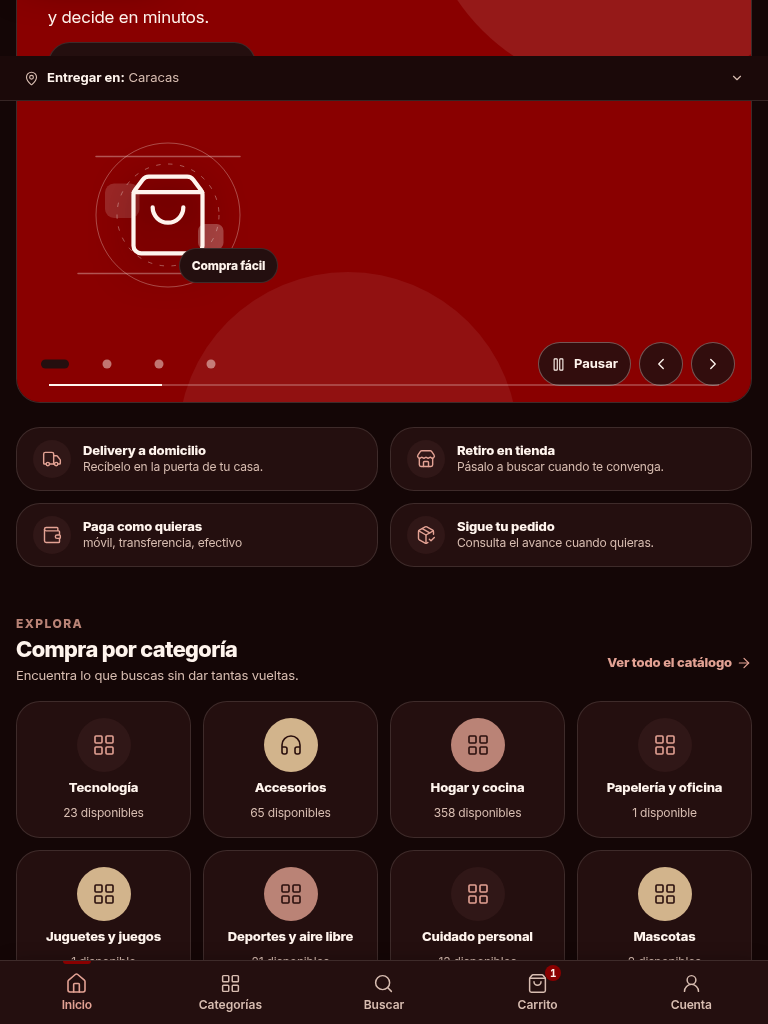 y decide en minutos.
Entregar en: Caracas
Compra fácil
Pausar
Delivery a domicilio
Recíbelo en la puerta de tu casa.
Retiro en tienda
Pásalo a buscar cuando te convenga.
Paga como quieras
móvil, transferencia, efectivo
Sigue tu pedido
Consulta el avance cuando quieras.
EXPLORA
Compra por categoría
Encuentra lo que buscas sin dar tantas vueltas.
Ver todo el catálogo
Tecnología
23 disponibles
Accesorios
65 disponibles
Hogar y cocina
358 disponibles
Papelería y oficina
1 disponible
Juguetes y juegos
Deportes y aire libre
Cuidado personal
Mascotas
Inicio
Categorías
Buscar
1
Carrito
Cuenta